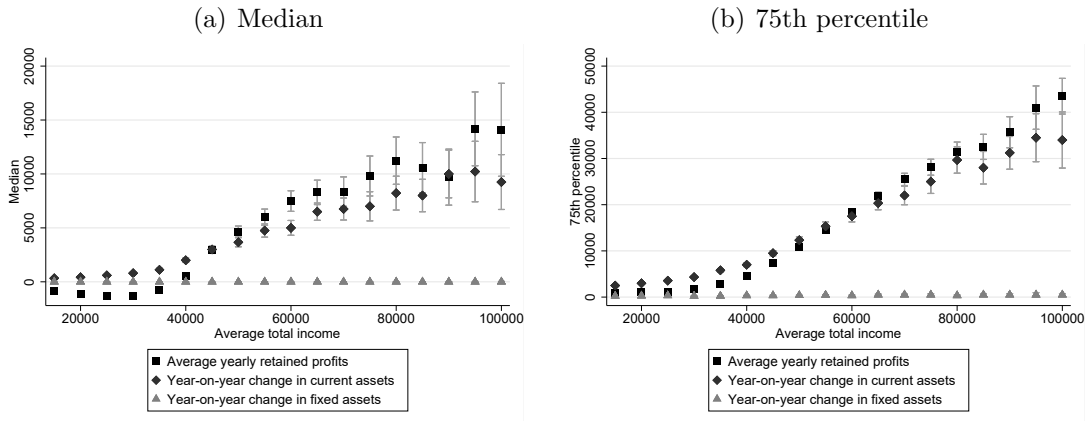 (a) Median
(b) 75th percentile
20000
15000
10000
5000
0
Median
20000
40000
60000
80000
100000
Average total income
Average yearly retained profits
Year-on-year change in current assets
Year-on-year change in fixed assets
50000
40000
30000
20000
10000
0
75th percentile
20000
40000
60000
80000
100000
Average total income
Average yearly retained profits
Year-on-year change in current assets
Year-on-year change in fixed assets